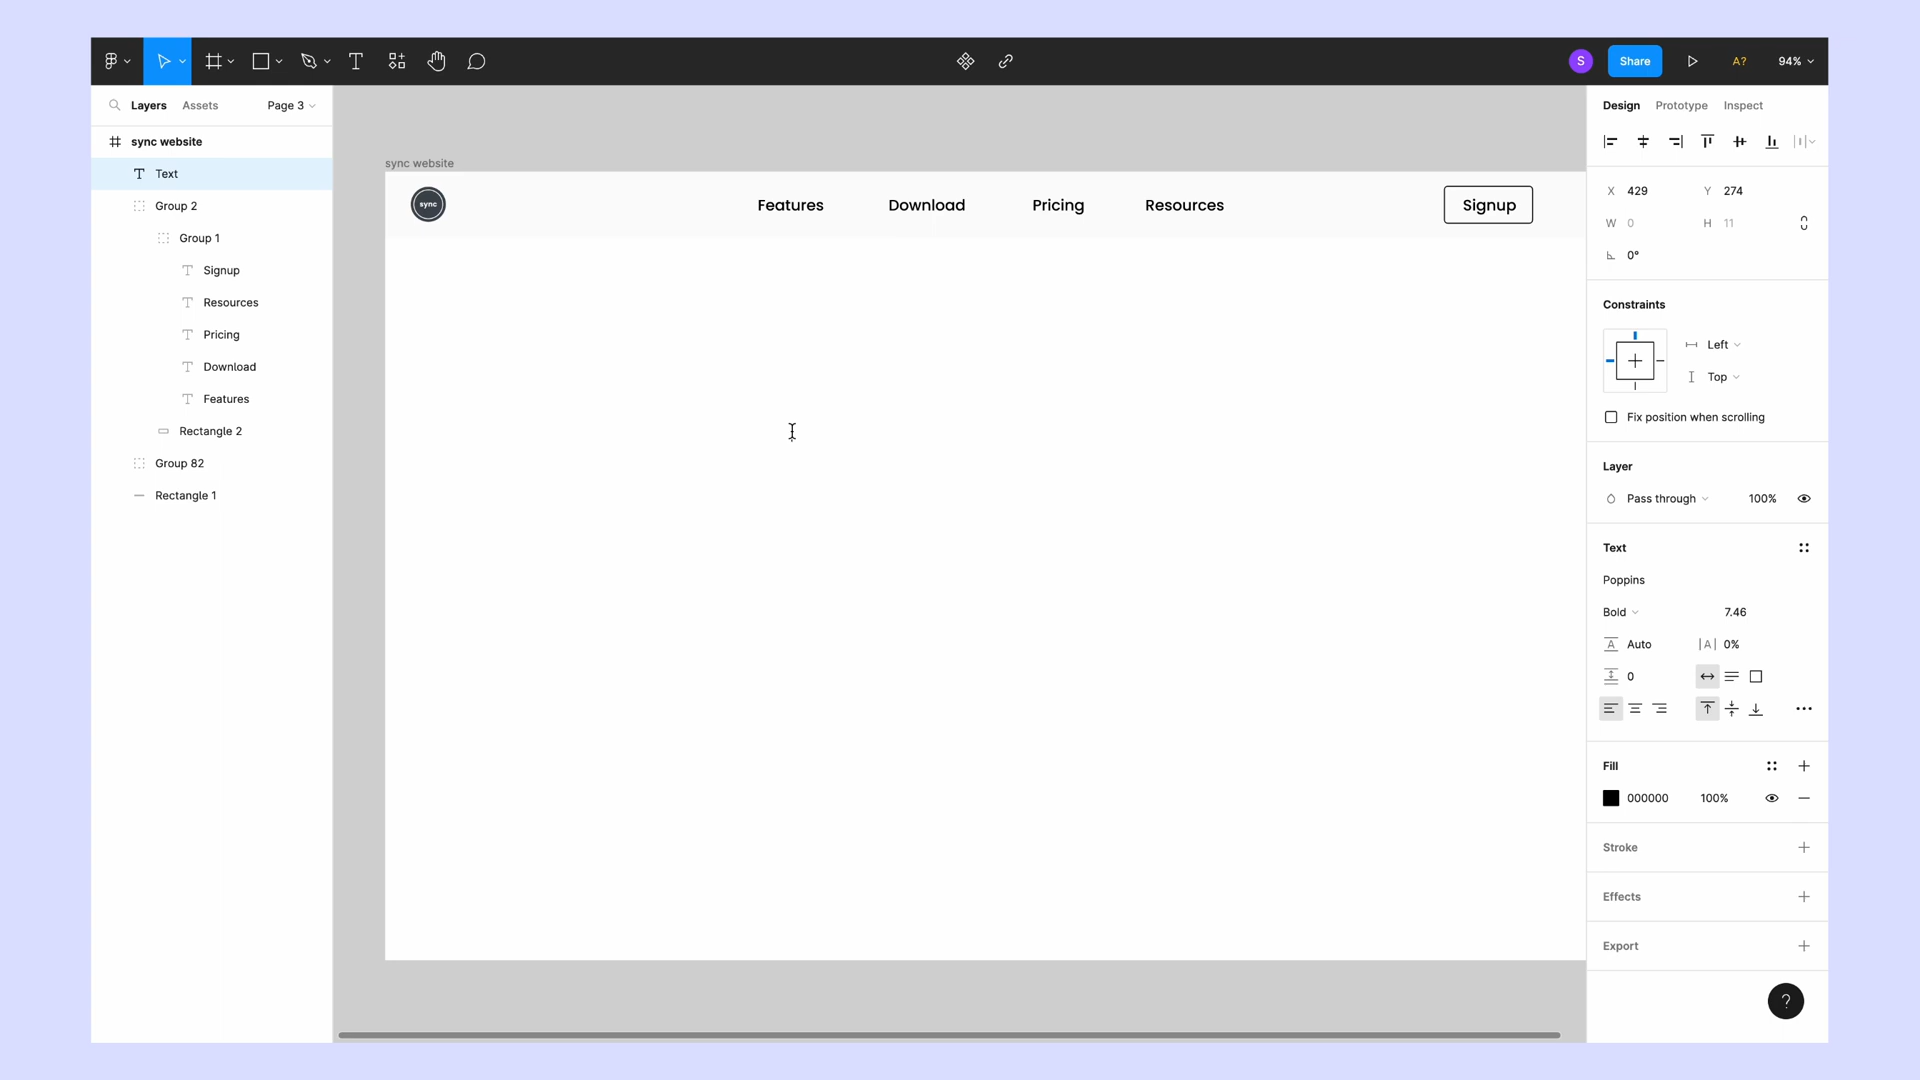 S
Share
A?
94%
Layers
Assets
Page 3
sync website
Text
Group 2
Group 1
Signup
Resources
Pricing
Download
Features
Rectangle 2
Group 82
Rectangle 1
sync website
sync
Features
Download
Pricing
Resources
Signup
Design
Prototype
Inspect
X 429
Y 274
W 0
H 11
0°
Constraints
Left
Top
Fix position when scrolling
Layer
Pass through
100%
Text
Poppins
Bold
7.46
A Auto
|A| 0%
0
Fill
000000
100%
Stroke
Effects
Export
?